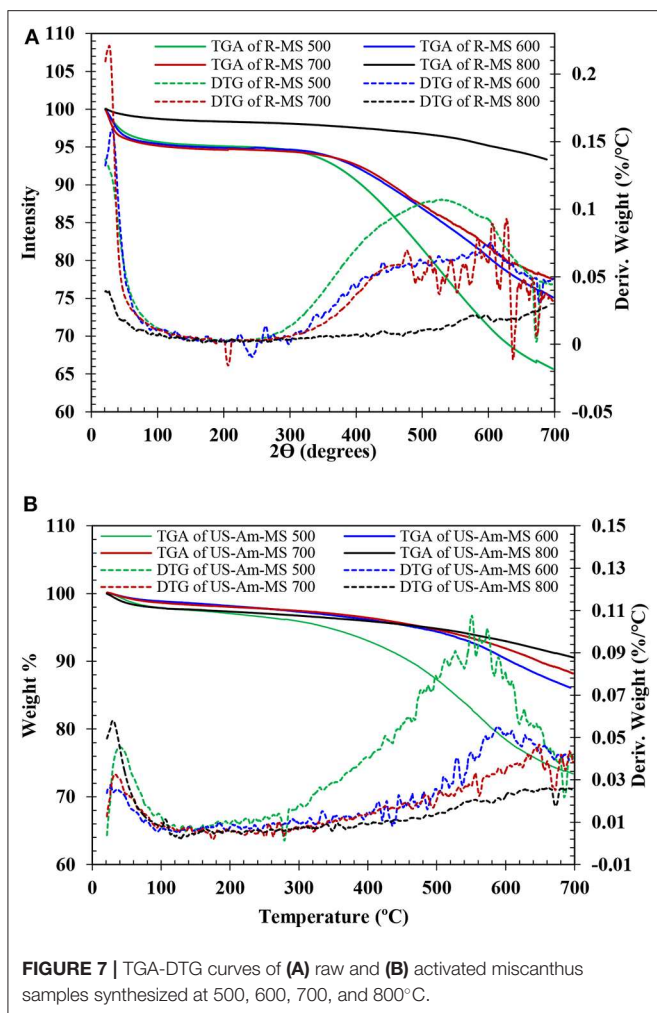 A
110
105
100
95
90
85
80
75
70
65
60
Intensity
TGA of R-MS 500 TGA of R-MS 600
TGA of R-MS 700 TGA of R-MS 800
DTG of R-MS 500 DTG of R-MS 600
DTG of R-MS 700 DTG of R-MS 800
0.2
0.15
0.1
0.05
0
-0.05
Deriv. Weight (%/°C)
0 100 200 300 400 500 600 700
2Θ (degrees)
B
110
100
90
80
70
60
Weight %
TGA of US-Am-MS 500 TGA of US-Am-MS 600
TGA of US-Am-MS 700 TGA of US-Am-MS 800
DTG of US-Am-MS 500 DTG of US-Am-MS 600
DTG of US-Am-MS 700 DTG of US-Am-MS 800
0.15
0.13
0.11
0.09
0.07
0.05
0.03
0.01
-0.01
Deriv. Weight (%/°C)
0 100 200 300 400 500 600 700
Temperature (ºC)
FIGURE 7 | TGA-DTG curves of (A) raw and (B) activated miscanthus
samples synthesized at 500, 600, 700, and 800°C.